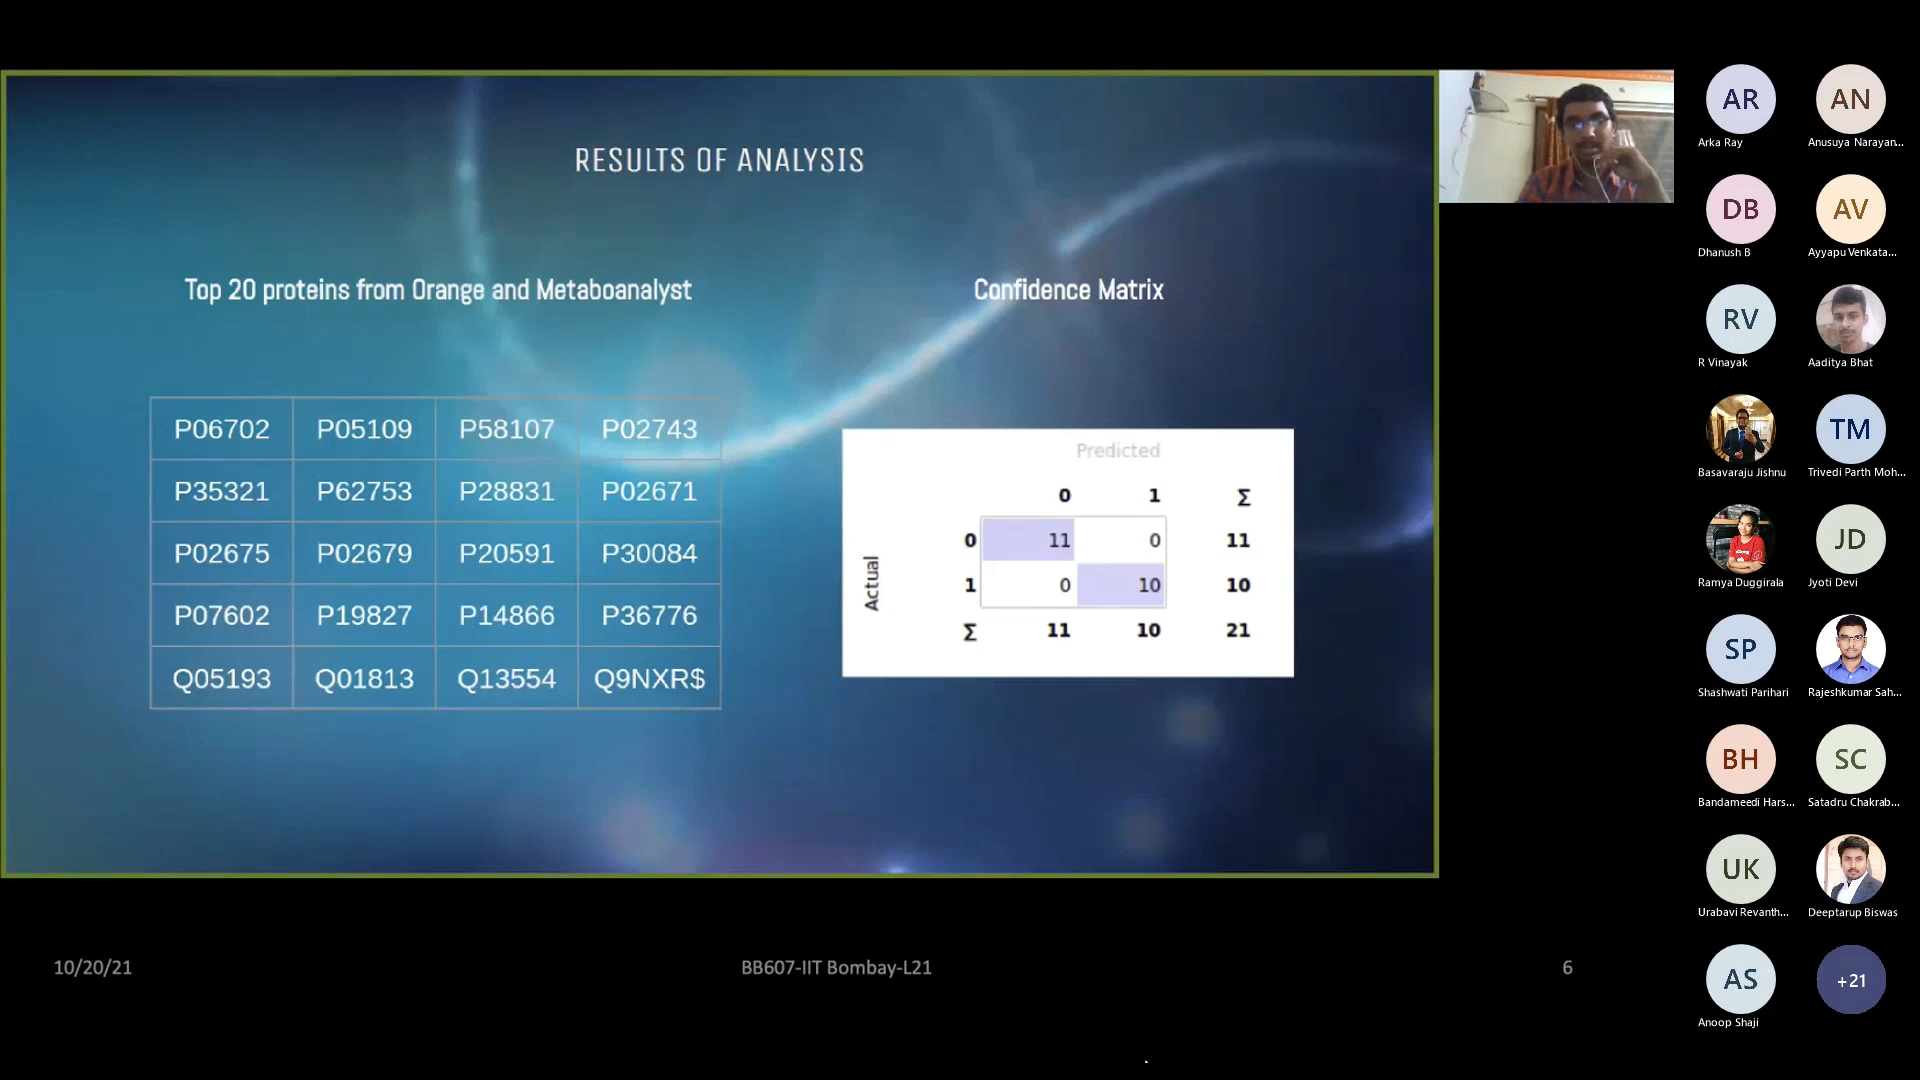 RESULTS OF ANALYSIS
Top 20 proteins from Orange and Metaboanalyst
P06702 P05109 P58107 P02743
P35321 P62753 P28831 P02671
P02675 P02679 P20591 P30084
P07602 P19827 P14866 P36776
Q05193 Q01813 Q13554 Q9NXR$
Confidence Matrix
Predicted
0 1 Σ
Actual
0 11 0 11
1 0 10 10
Σ 11 10 21
10/20/21
BB607-IIT Bombay-L21
6
AR
Arka Ray
AN
Anusuya Narayan...
DB
Dhanush B
AV
Ayyapu Venkata...
RV
R Vinayak
Aaditya Bhat
Basavaraju Jishnu
TM
Trivedi Parth Moh...
Ramya Duggirala
JD
Jyoti Devi
SP
Shashwati Parihari
Rajeshkumar Sah...
BH
Bandameedi Hars...
SC
Satadru Chakrab...
UK
Urabavi Revanth...
Deeptarup Biswas
AS
Anoop Shaji
+21